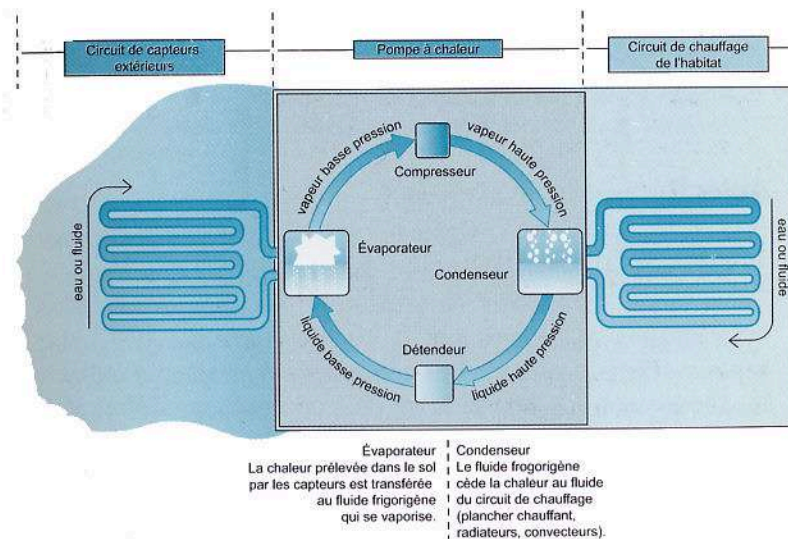 Circuit de capteurs
extérieurs
Pompe à chaleur
Circuit de chauffage
de l'habitat
vapeur basse pression
vapeur haute pression
Compresseur
eau ou fluide
Évaporateur
Condenseur
eau ou fluide
liquide basse pression
Détendeur
liquide haute pression
Évaporateur
La chaleur prélevée dans le sol
par les capteurs est transférée
au fluide frigorigène
qui se vaporise.
Condenseur
Le fluide frogorigène
cède la chaleur au fluide
du circuit de chauffage
(plancher chauffant,
radiateurs, convecteurs).